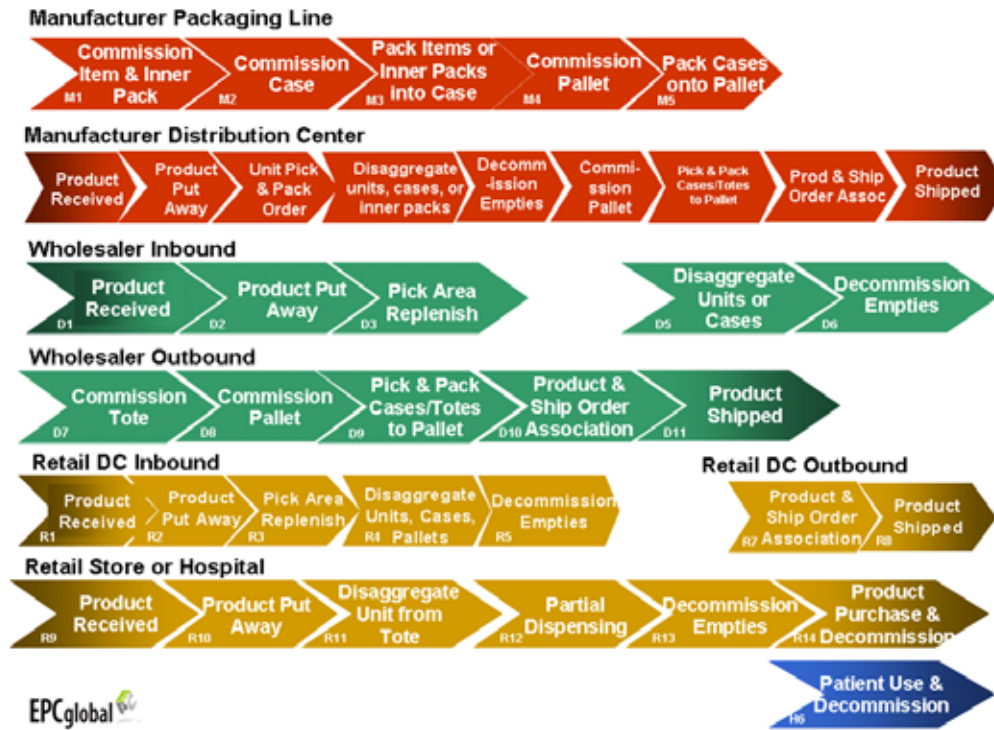 Manufacturer Packaging Line
Commission
Item & Inner
Pack
M1
Commission
Case
M2
Pack Items or
Inner Packs
into Case
M3
Commission
Pallet
M4
Pack Cases
onto Pallet
M5
Manufacturer Distribution Center
Product
Received
Product
Put
Away
Unit Pick
& Pack
Order
Disaggregate
units, cases, or
inner packs
Decomm
-ission
Empties
Commi-
ssion
Pallet
Pick & Pack
Cases/Totes
to Pallet
Prod & Ship
Order Assoc
Product
Shipped
Wholesaler Inbound
Product
Received
D1
Product Put
Away
D2
Pick Area
Replenish
D3
Disaggregate
Units or
Cases
D5
Decommission
Empties
D6
Wholesaler Outbound
Commission
Tote
D7
Commission
Pallet
D8
Pick & Pack
Cases/Totes
to Pallet
D9
Product &
Ship Order
Association
D10
Product
Shipped
D11
Retail DC Inbound
Product
Received
R1
Product
Put Away
R2
Pick Area
Replenish
R3
Disaggregate
Units, Cases,
Pallets
R4
Decommission
Empties
R5
Retail DC Outbound
Product &
Ship Order
Association
R7
Product
Shipped
R8
Retail Store or Hospital
Product
Received
R9
Product Put
Away
R10
Disaggregate
Unit from
Tote
R11
Partial
Dispensing
R12
Decommission
Empties
R13
Product
Purchase &
Decommission
R14
Patient Use &
Decommission
H6
EPCglobal